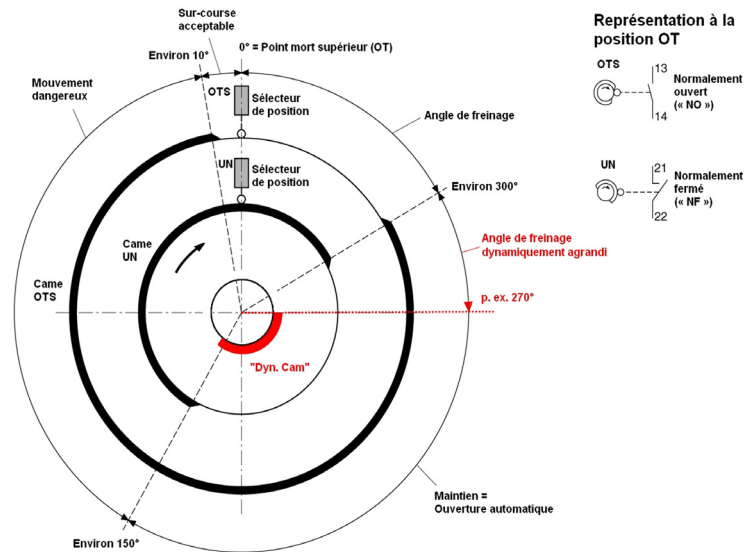 Sur-course
acceptable
Environ 10°
0° = Point mort supérieur (OT)
Mouvement
dangereux
OTS
Sélecteur
de position
Angle de freinage
UN
Sélecteur
de position
Environ 300°
Came
UN
Came
OTS
Angle de freinage
dynamiquement agrandi
p. ex. 270°
"Dyn. Cam"
Maintien =
Ouverture automatique
Environ 150°
Représentation à la
position OT
OTS
13
14
Normalement
ouvert
(« NO »)
UN
21
22
Normalement
fermé
(« NF »)